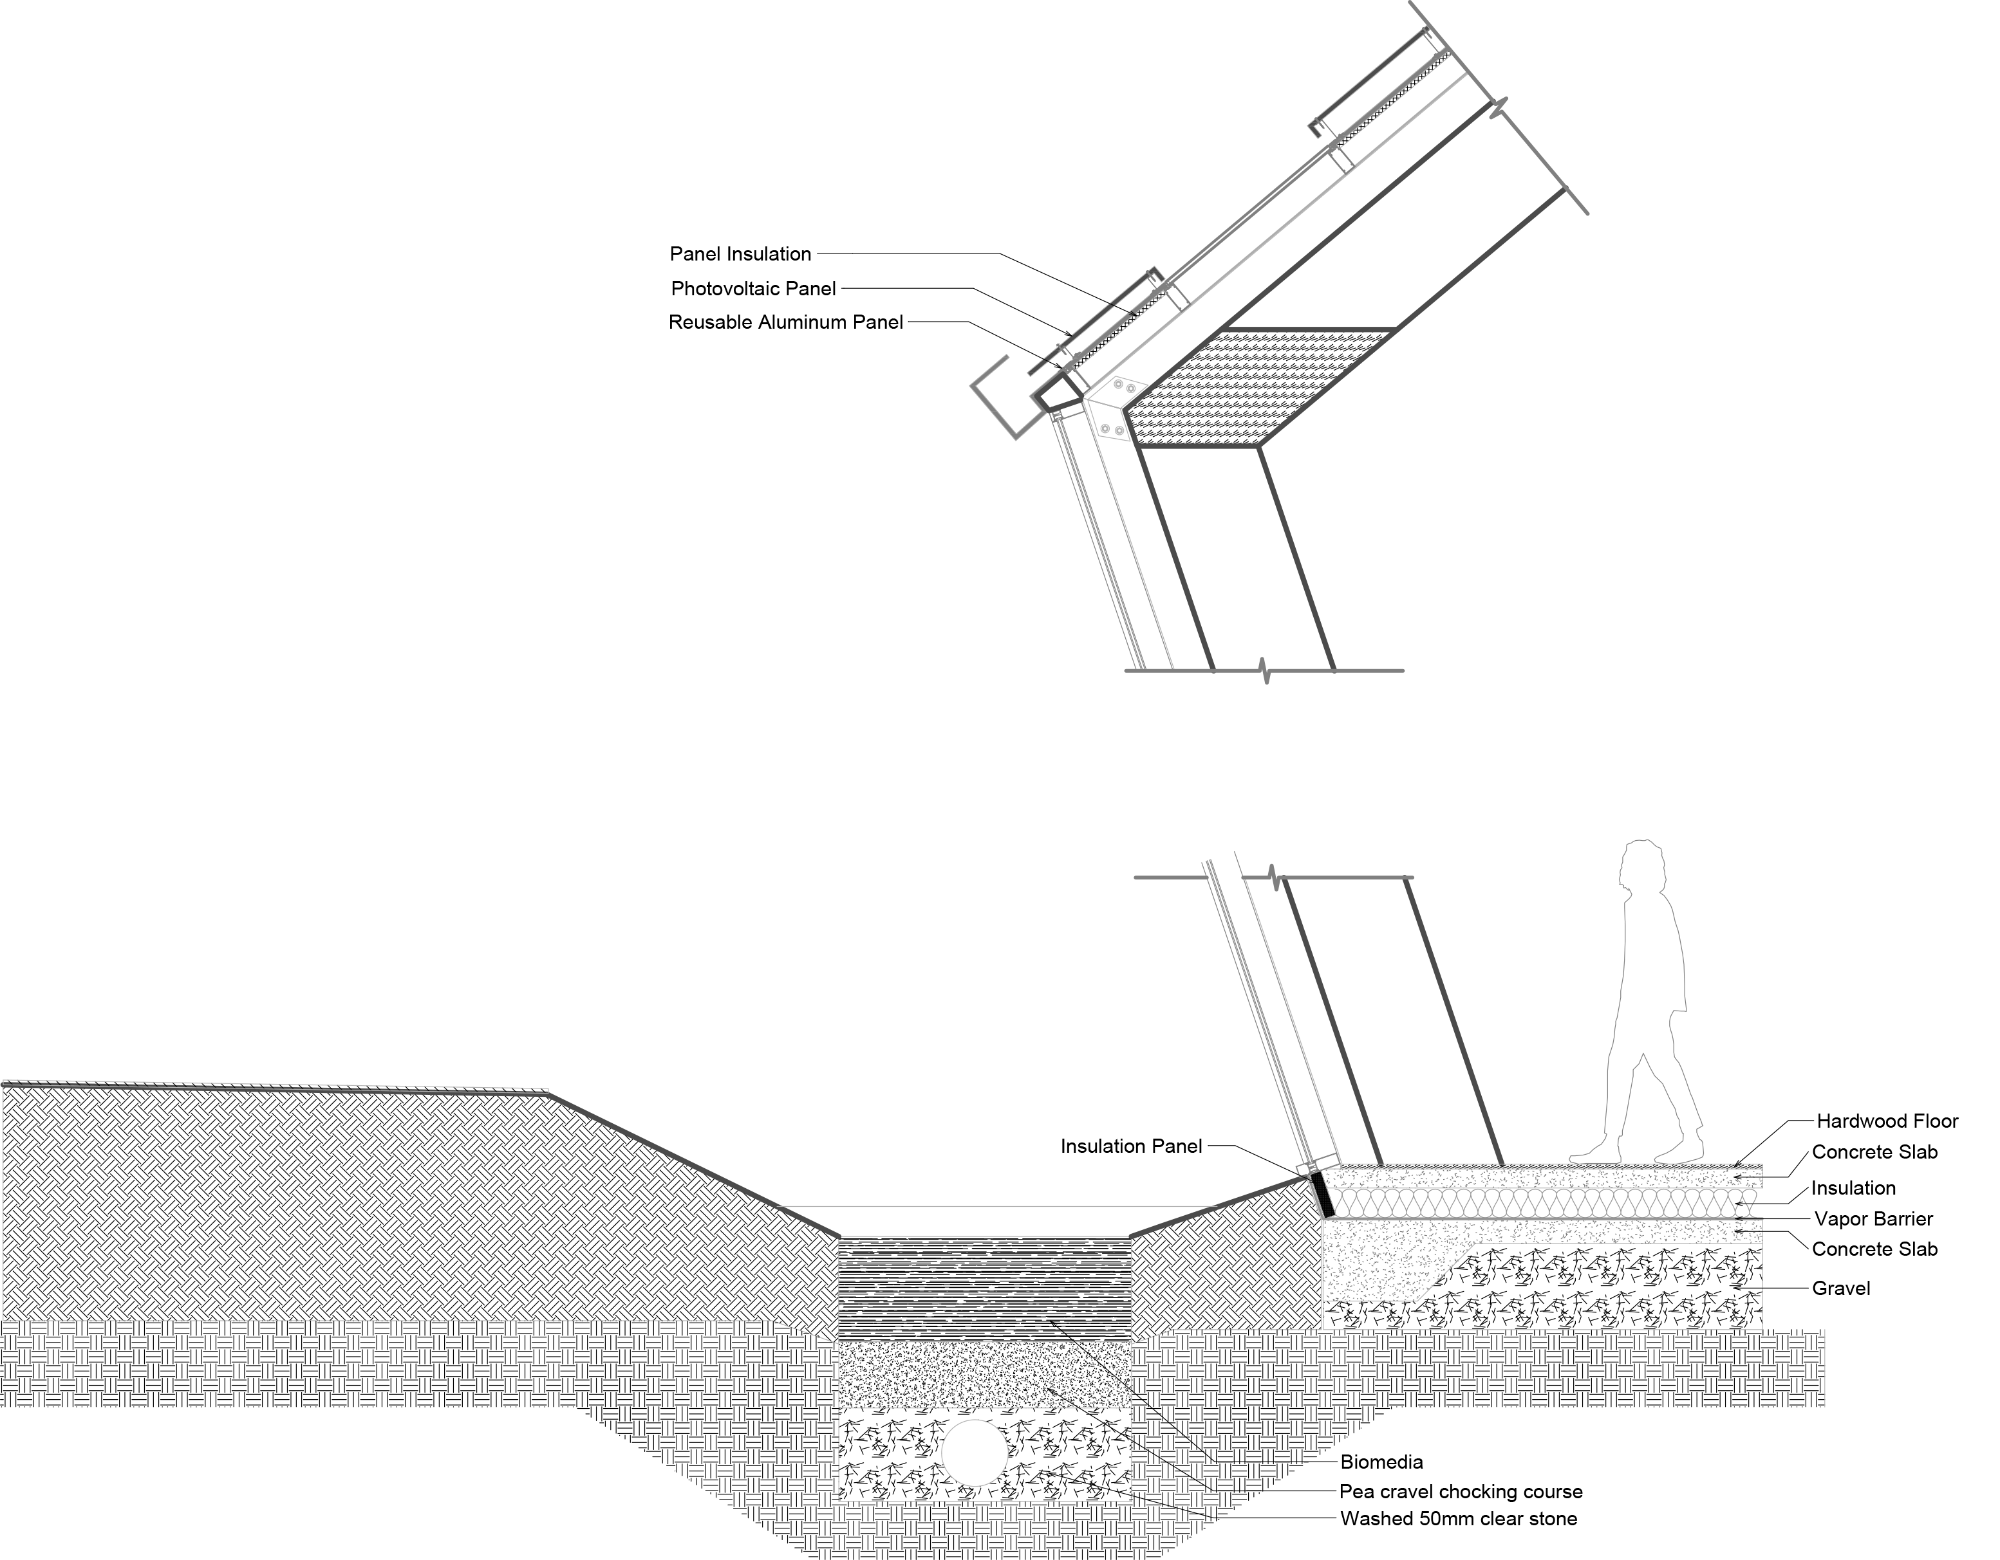 Panel Insulation
Photovoltaic Panel
Reusable Aluminum Panel
Insulation Panel
Hardwood Floor
Concrete Slab
Insulation
Vapor Barrier
Concrete Slab
Gravel
Biomedia
Pea cravel chocking course
Washed 50mm clear stone